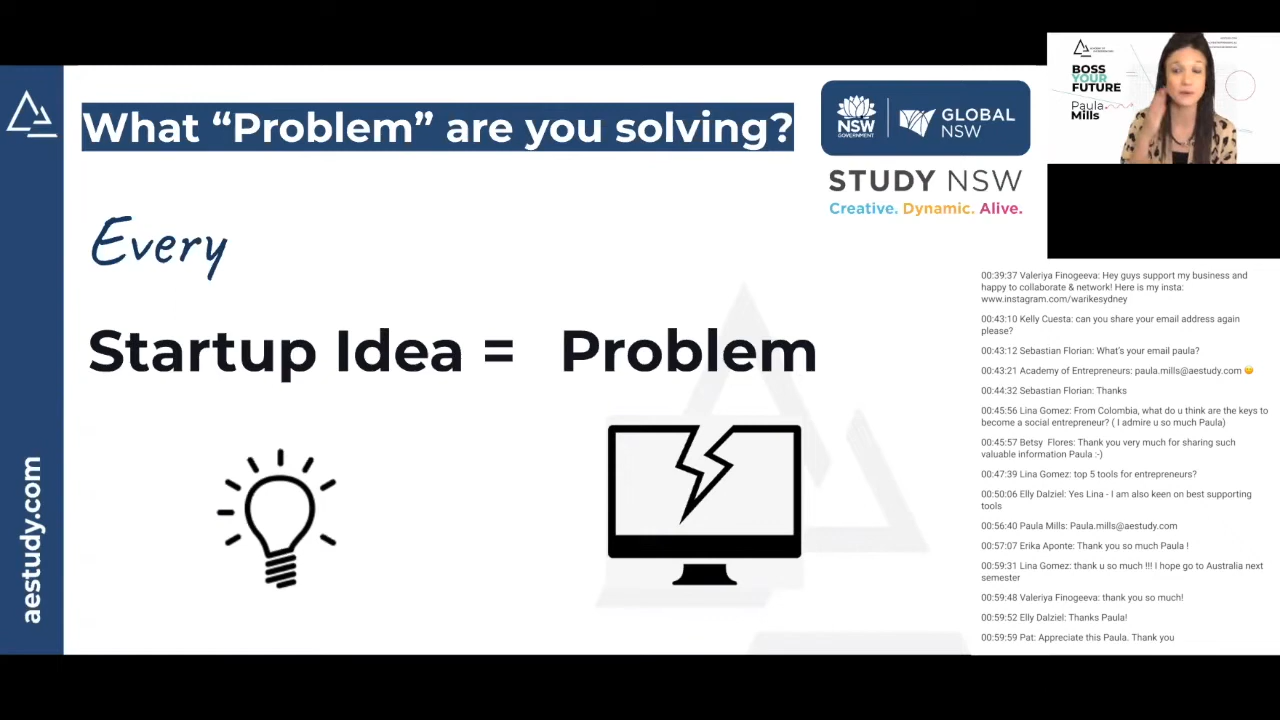 What “Problem” are you solving?
Every
Startup Idea = Problem
aestudy.com
NSW
GOVERNMENT
GLOBAL
NSW
STUDY NSW
Creative. Dynamic. Alive.
BOSS
YOUR
FUTURE
Paula
Mills
00:39:37 Valeriya Finogeeva: Hey guys support my business and
happy to collaborate & network! Here is my insta:
www.instagram.com/warikesydney
00:43:10 Kelly Cuesta: can you share your email address again
please?
00:43:12 Sebastian Florian: What's your email paula?
00:43:21 Academy of Entrepreneurs: paula.mills@aestudy.com 😊
00:44:32 Sebastian Florian: Thanks
00:45:56 Lina Gomez: From Colombia, what do u think are the keys to
become a social entrepreneur? ( I admire u so much Paula)
00:45:57 Betsy Flores: Thank you very much for sharing such
valuable information Paula :-)
00:47:39 Lina Gomez: top 5 tools for entrepreneurs?
00:50:06 Elly Dalziel: Yes Lina - I am also keen on best supporting
tools
00:56:40 Paula Mills: Paula.mills@aestudy.com
00:57:07 Erika Aponte: Thank you so much Paula !
00:59:31 Lina Gomez: thank u so much !!! I hope go to Australia next
semester
00:59:48 Valeriya Finogeeva: thank you so much!
00:59:52 Elly Dalziel: Thanks Paula!
00:59:59 Pat: Appreciate this Paula. Thank you